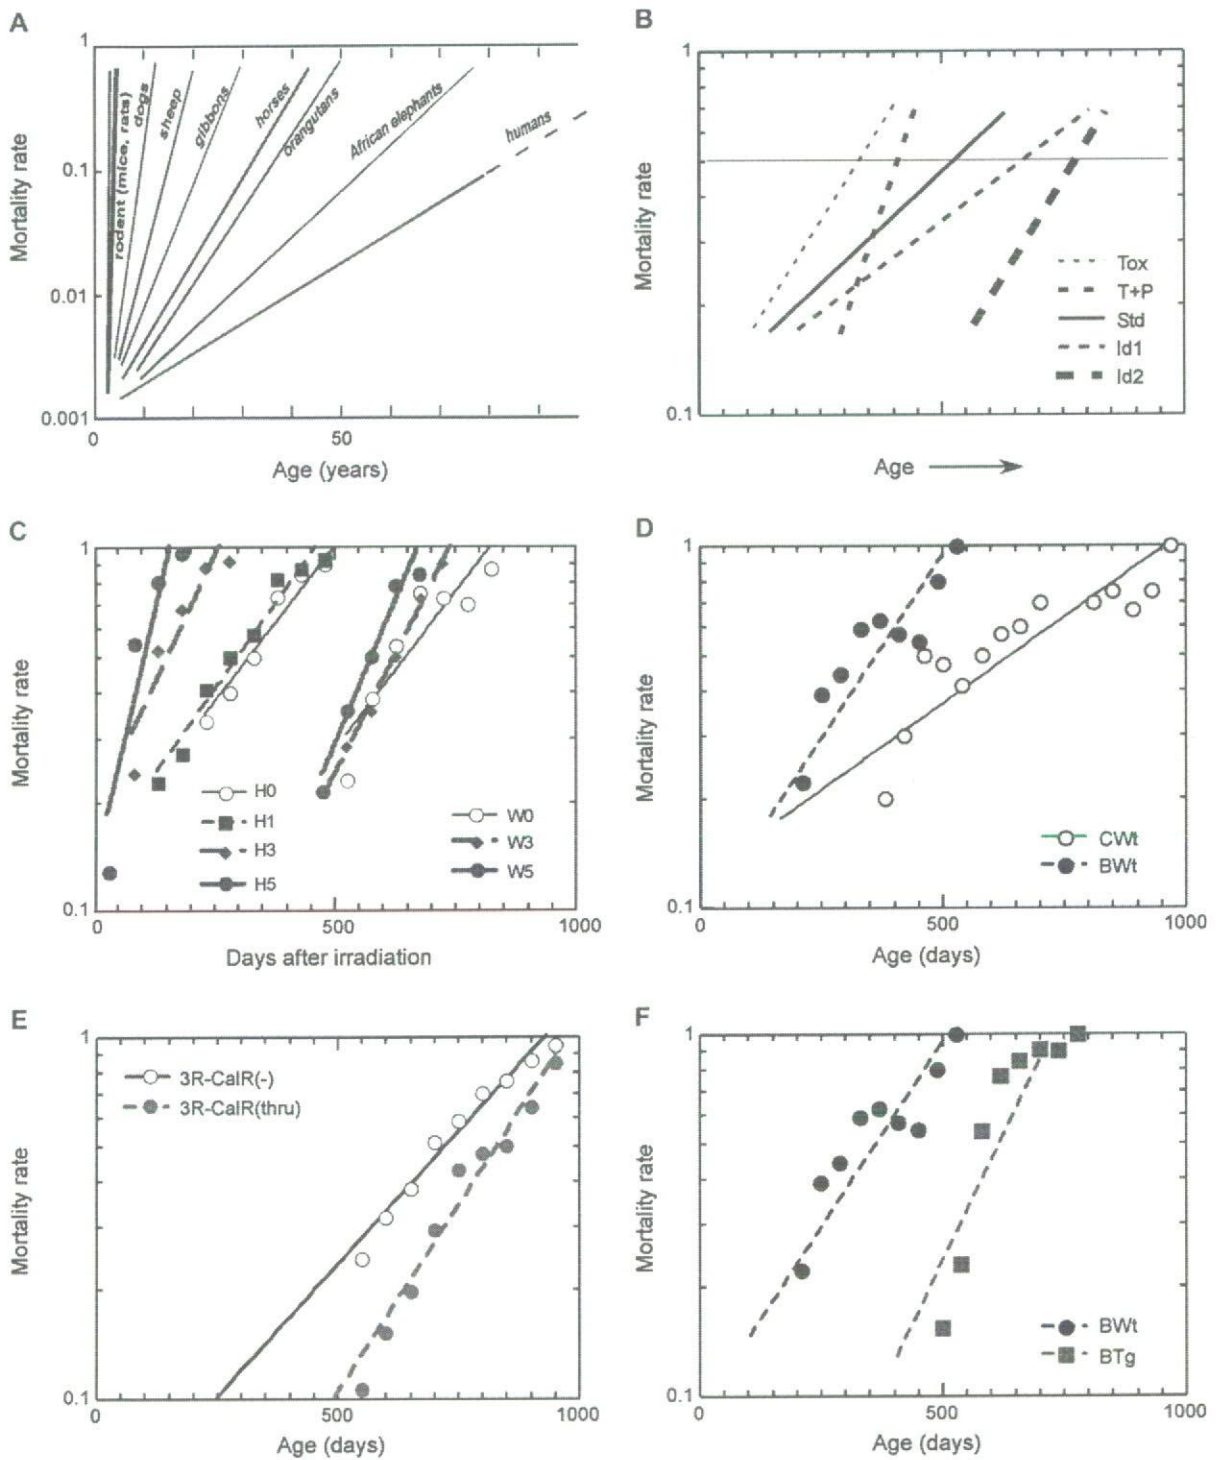 A
1
0.1
0.01
0.001
Mortality rate
rodent (mice, rats)
dogs
sheep
gibbons
horses
orangutans
African elephants
humans
0
50
Age (years)
B
1
0.1
Mortality rate
Tox
T+P
Std
Id1
Id2
Age
C
1
0.1
Mortality rate
H0
H1
H3
H5
W0
W3
W5
0
500
1000
Days after irradiation
D
1
0.1
Mortality rate
CWt
BWt
0
500
1000
Age (days)
E
1
0.1
Mortality rate
3R-CalR(-)
3R-CalR(thru)
0
500
1000
Age (days)
F
1
0.1
Mortality rate
BWt
BTg
0
500
1000
Age (days)